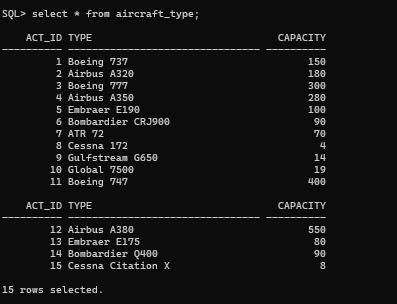 SQL> select * from aircraft_type;
ACT_ID TYPE CAPACITY
---------- -------------------------------- ----------
1 Boeing 737 150
2 Airbus A320 180
3 Boeing 777 300
4 Airbus A350 280
5 Embraer E190 100
6 Bombardier CRJ900 90
7 ATR 72 70
8 Cessna 172 4
9 Gulfstream G650 14
10 Global 7500 19
11 Boeing 747 400
ACT_ID TYPE CAPACITY
---------- -------------------------------- ----------
12 Airbus A380 550
13 Embraer E175 80
14 Bombardier Q400 90
15 Cessna Citation X 8
15 rows selected.